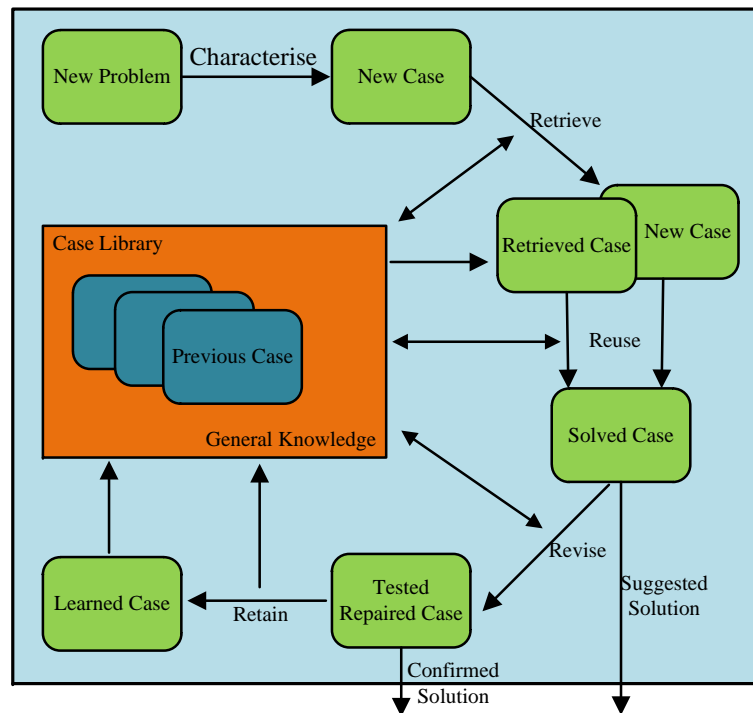 New Problem
Characterise
New Case
Retrieve
Case Library
Retrieved Case
New Case
Previous Case
Reuse
General Knowledge
Solved Case
Revise
Suggested
Solution
Learned Case
Retain
Tested
Repaired Case
Confirmed
Solution